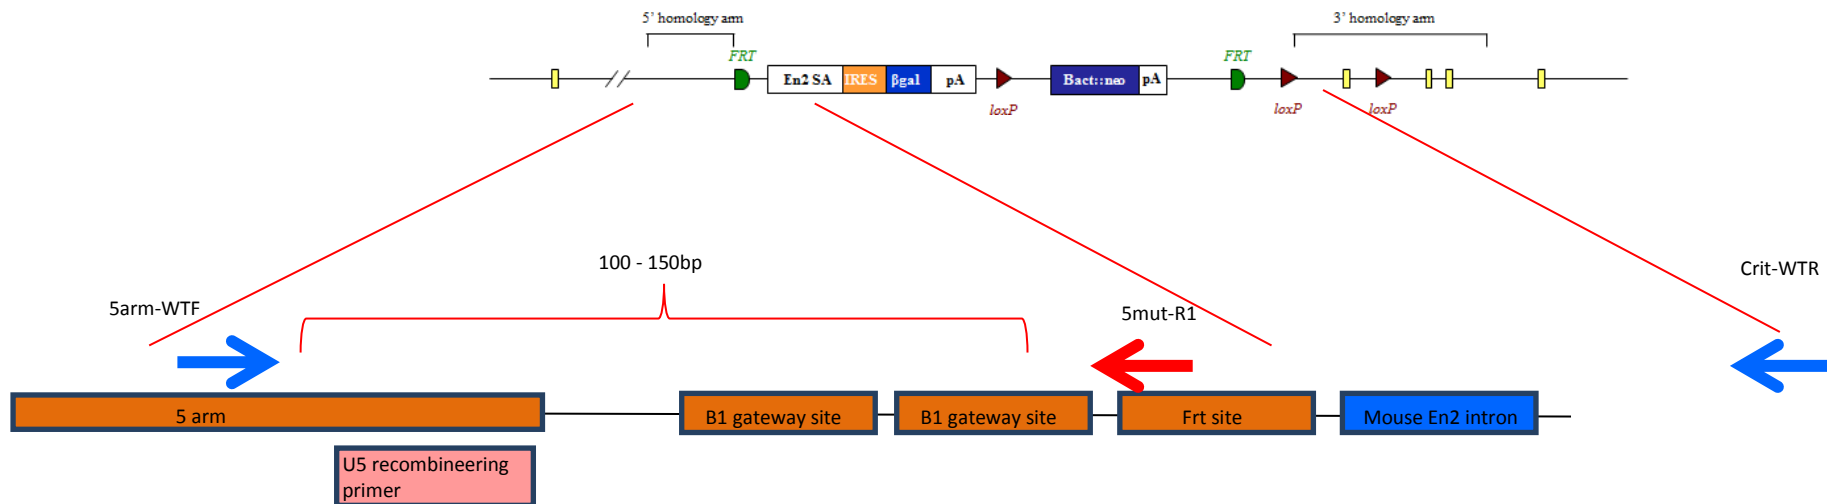 5' homology arm
3' homology arm
FRT
FRT
En2 SA
IRES
βgal
pA
Bact::neo
pA
loxP
loxP
loxP
100 - 150bp
Crit-WTR
5arm-WTF
5mut-R1
5 arm
B1 gateway site
B1 gateway site
Frt site
Mouse En2 intron
U5 recombineering
primer